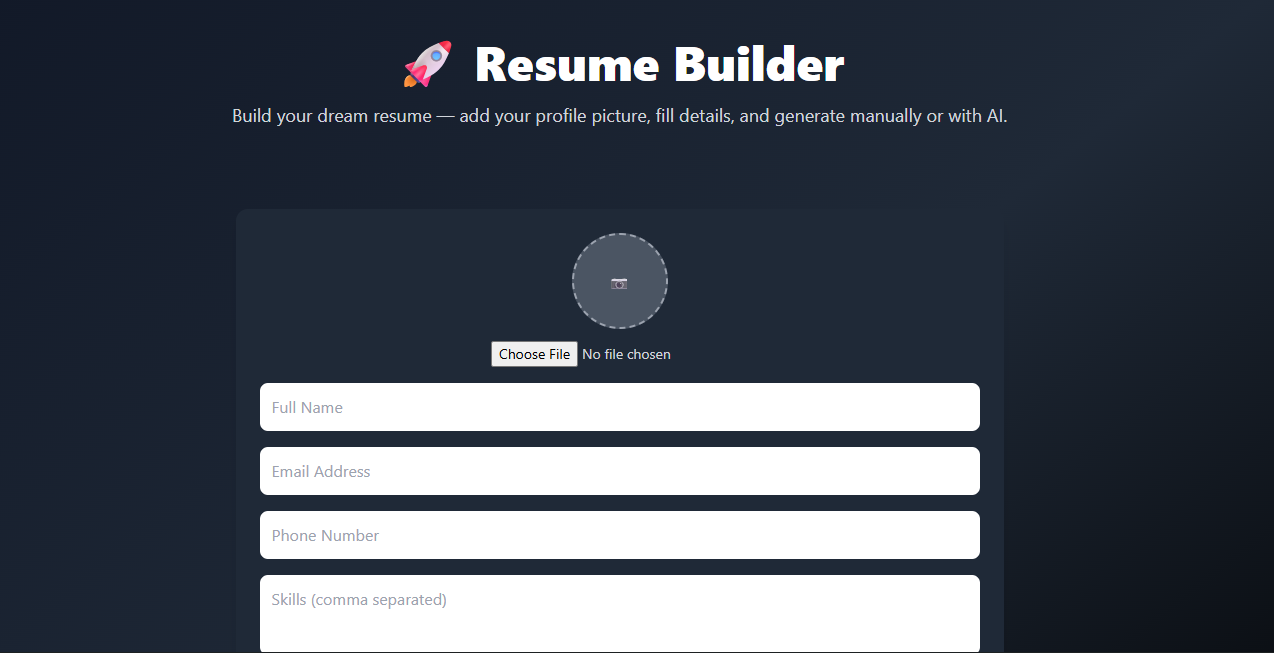 🚀 Resume Builder
Build your dream resume — add your profile picture, fill details, and generate manually or with AI.
Choose File No file chosen
Full Name
Email Address
Phone Number
Skills (comma separated)